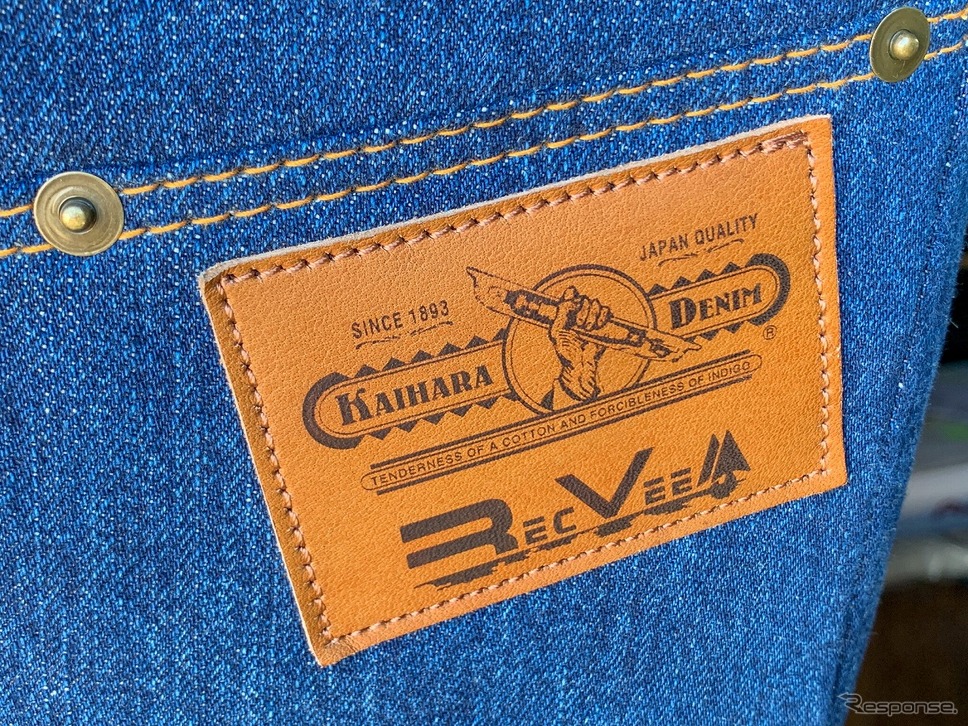 JAPAN QUALITY
SINCE 1893
KAIHARA DENIM
®
TENDERNESS OF A COTTON AND FORCIBLENESS OF INDIGO
RECVEE
Response.